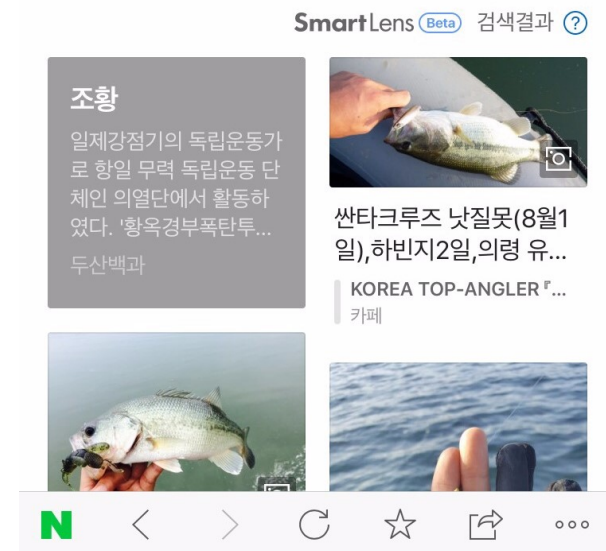 SmartLens Beta 검색결과 ?
조황
일제강점기의 독립운동가
로 항일 무력 독립운동 단
체인 의열단에서 활동하
였다. '황옥경부폭탄투...
두산백과
싼타크루즈 낫질못(8월1
일),하빈지2일,의령 유...
KOREA TOP-ANGLER『...
카페
N